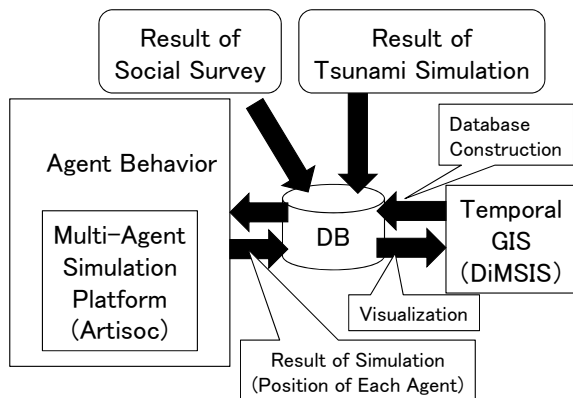 Result of
Social Survey
Result of
Tsunami Simulation
Database
Construction
Agent Behavior
Multi-Agent
Simulation
Platform
(Artisoc)
DB
Temporal
GIS
(DiMSIS)
Visualization
Result of Simulation
(Position of Each Agent)